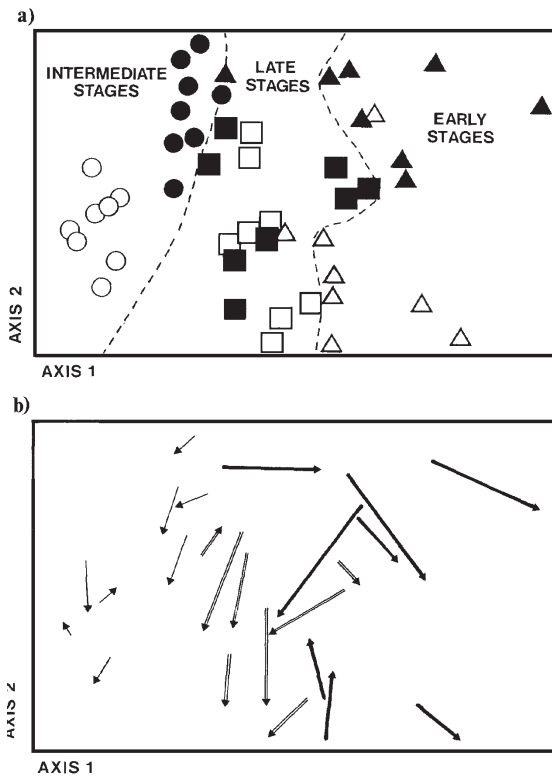 a)
INTERMEDIATE
STAGES
LATE
STAGES
EARLY
STAGES
AXIS 2
AXIS 1
b)
AXIS 2
AXIS 1